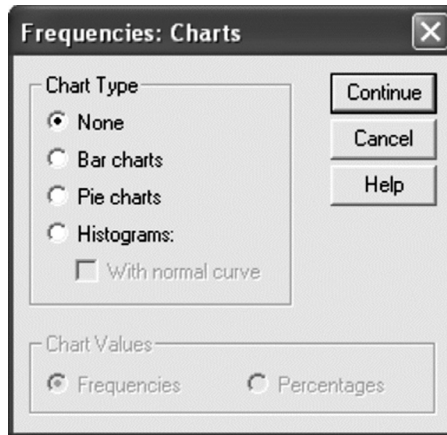 Frequencies: Charts
Chart Type
None
Bar charts
Pie charts
Histograms:
With normal curve
Continue
Cancel
Help
Chart Values
Frequencies Percentages